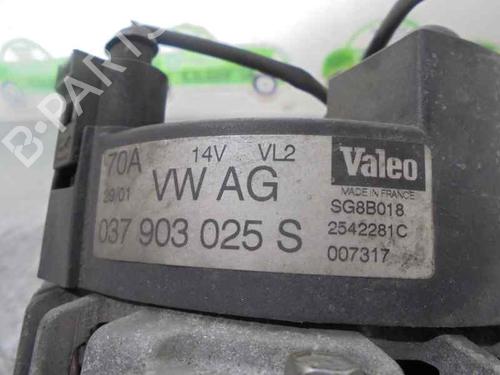 70A 14V VL2 Valeo
29/01 VW AG MADE IN FRANCE
SG8B018
037 903 025 S 2542281C
007317
B-PARTS